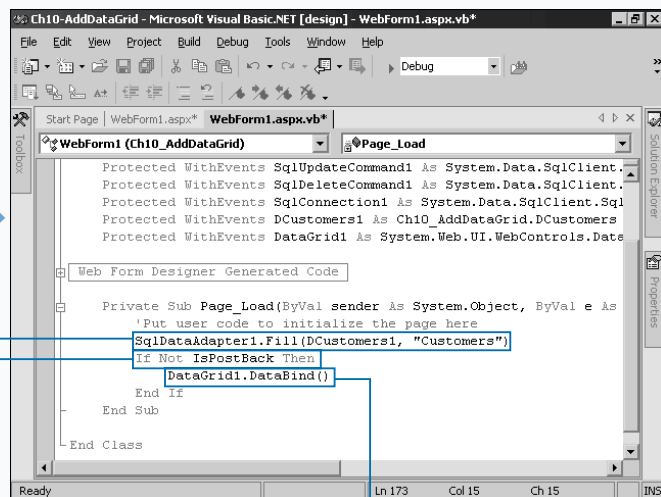 Ch10-AddDataGrid - Microsoft Visual Basic.NET [design] - WebForm1.aspx.vb*
File Edit View Project Build Debug Tools Window Help
Debug
Start Page WebForm1.aspx* WebForm1.aspx.vb*
WebForm1 (Ch10_AddDataGrid) Page_Load
Toolbox
Solution Explorer
Properties
Protected WithEvents SqlUpdateCommand1 As System.Data.SqlClient.
Protected WithEvents SqlDeleteCommand1 As System.Data.SqlClient.
Protected WithEvents SqlConnection1 As System.Data.SqlClient.Sql
Protected WithEvents DCustomers1 As Ch10_AddDataGrid.DCustomers
Protected WithEvents DataGrid1 As System.Web.UI.WebControls.Data
Web Form Designer Generated Code
Private Sub Page_Load(ByVal sender As System.Object, ByVal e As
'Put user code to initialize the page here
SqlDataAdapter1.Fill(DCustomers1, "Customers")
If Not IsPostBack Then
DataGrid1.DataBind()
End If
End Sub
End Class
Ready Ln 173 Col 15 Ch 15 INS